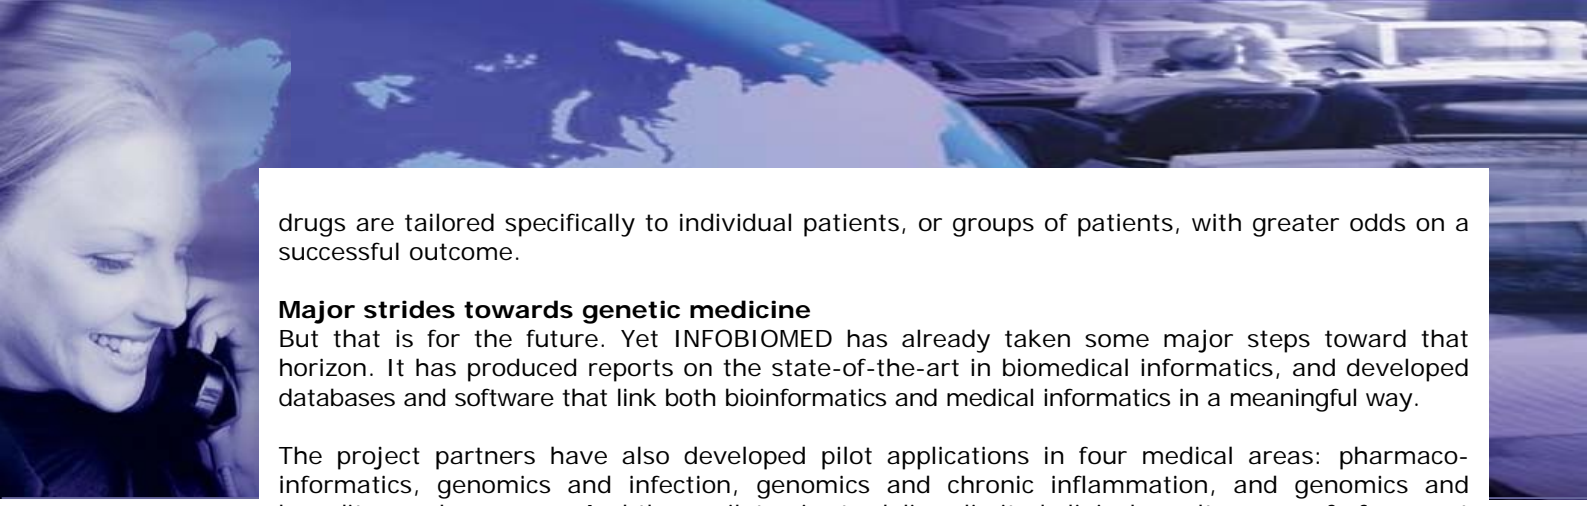 drugs are tailored specifically to individual patients, or groups of patients, with greater odds on a
successful outcome.
Major strides towards genetic medicine
But that is for the future. Yet INFOBIOMED has already taken some major steps toward that
horizon. It has produced reports on the state-of-the-art in biomedical informatics, and developed
databases and software that link both bioinformatics and medical informatics in a meaningful way.
The project partners have also developed pilot applications in four medical areas: pharmaco-
informatics, genomics and infection, genomics and chronic inflammation, and genomics and